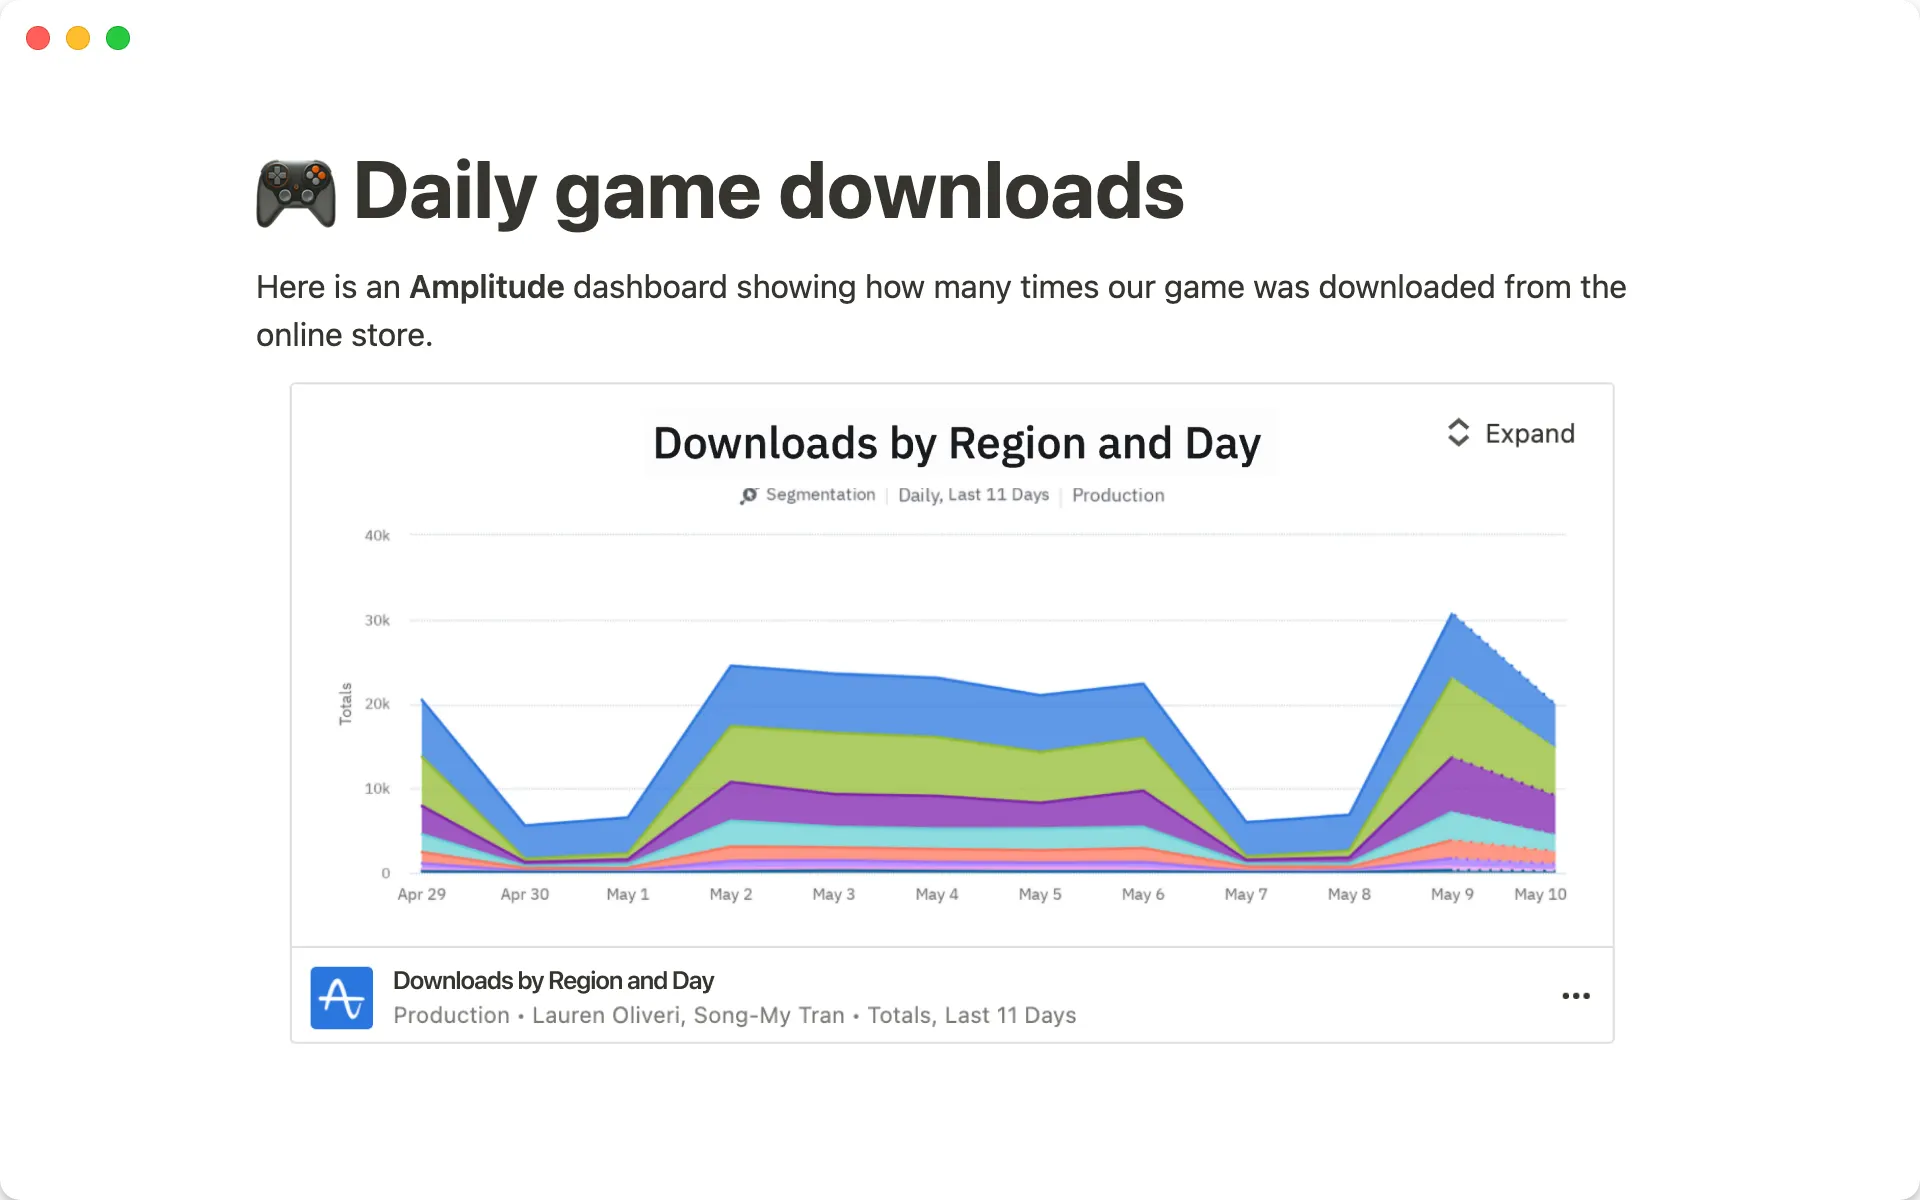 Daily game downloads
Here is an Amplitude dashboard showing how many times our game was downloaded from the
online store.
Downloads by Region and Day
Expand
Segmentation | Daily, Last 11 Days | Production
40k
30k
20k
10k
0
Totals
Apr 29 Apr 30 May 1 May 2 May 3 May 4 May 5 May 6 May 7 May 8 May 9 May 10
Downloads by Region and Day
Production • Lauren Oliveri, Song-My Tran • Totals, Last 11 Days